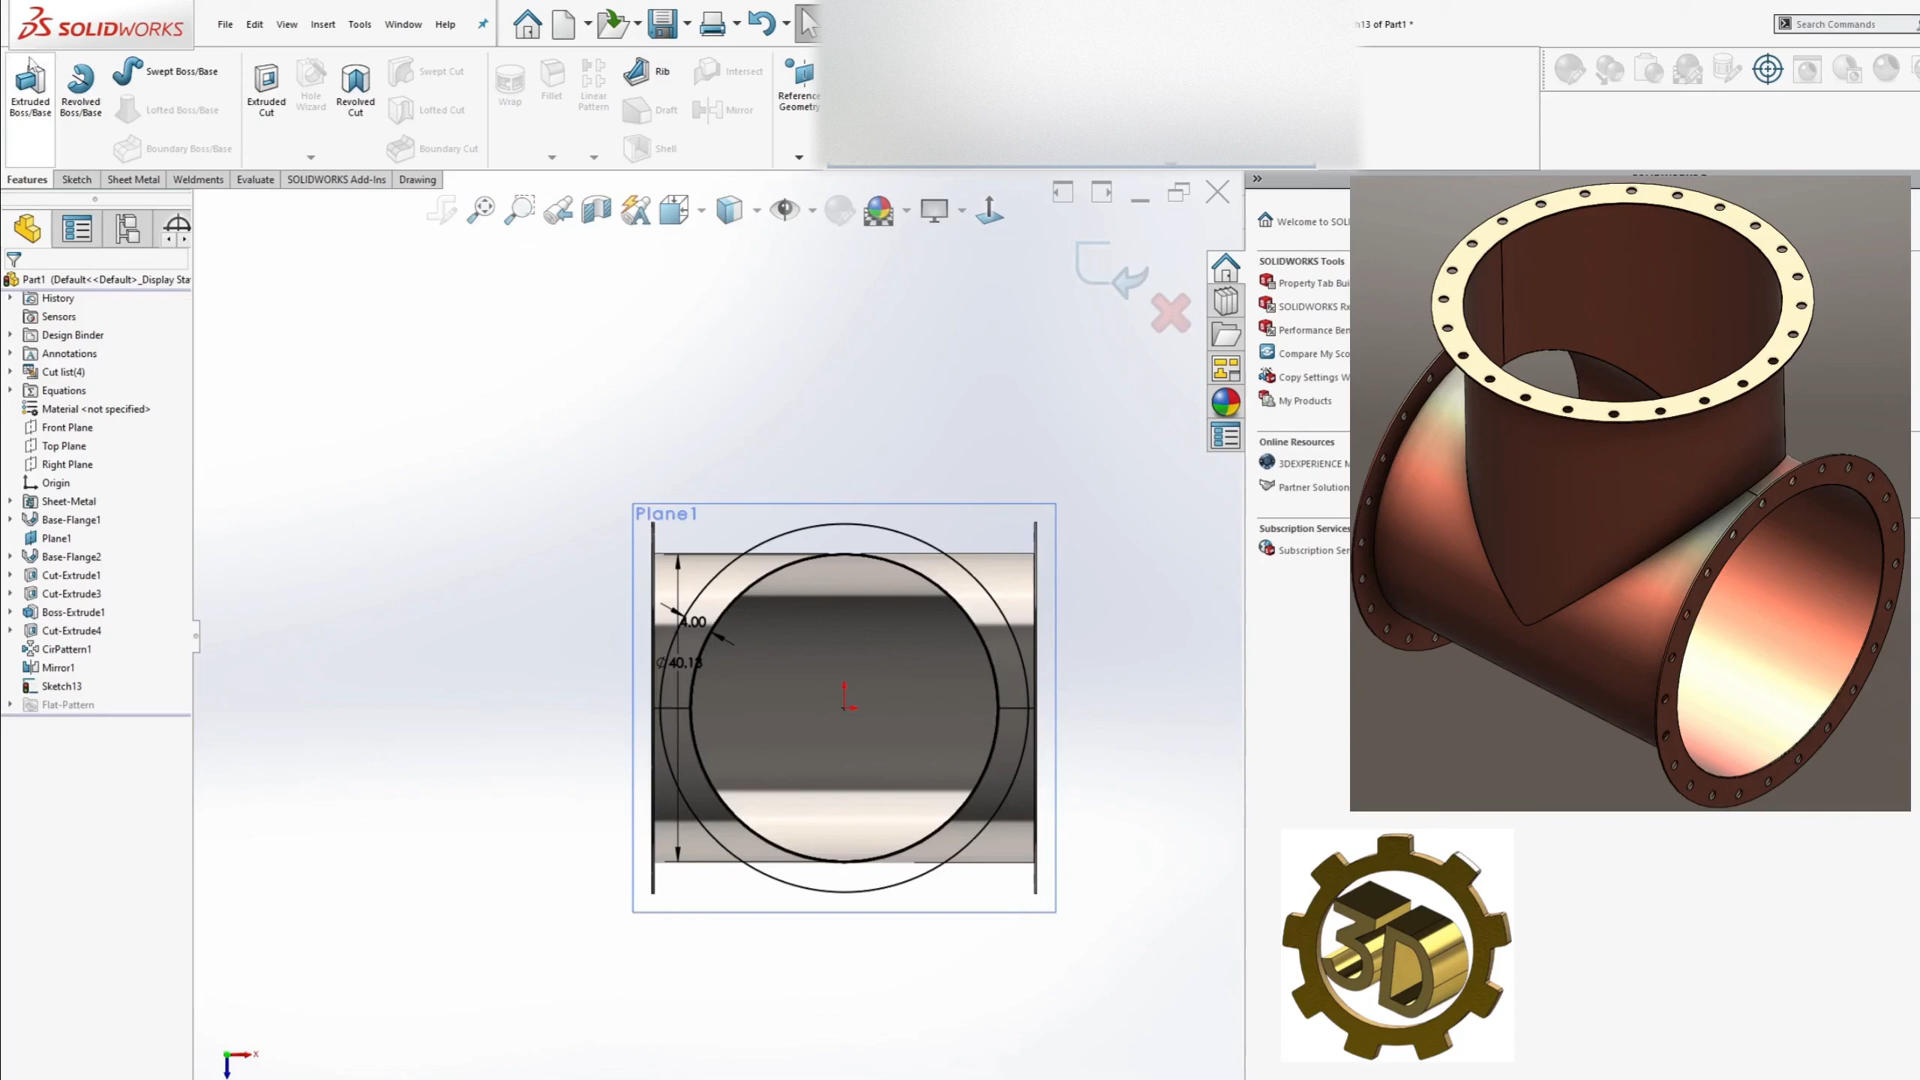 SOLIDWORKS
File Edit View Insert Tools Window Help
h13 of Part1 *
Search Commands
Extruded Boss/Base
Revolved Boss/Base
Swept Boss/Base
Lofted Boss/Base
Boundary Boss/Base
Extruded Cut
Hole Wizard
Revolved Cut
Swept Cut
Lofted Cut
Boundary Cut
Wrap
Fillet
Linear Pattern
Rib
Draft
Shell
Intersect
Mirror
Reference Geometry
Features Sketch Sheet Metal Weldments Evaluate SOLIDWORKS Add-Ins Drawing
Part1 (Default<<Default>_Display Sta
History
Sensors
Design Binder
Annotations
Cut list(4)
Equations
Material <not specified>
Front Plane
Top Plane
Right Plane
Origin
Sheet-Metal
Base-Flange1
Plane1
Base-Flange2
Cut-Extrude1
Cut-Extrude3
Boss-Extrude1
Cut-Extrude4
CirPattern1
Mirror1
Sketch13
Flat-Pattern
Plane1
4.00
∅40.13
X
Welcome to SOL
SOLIDWORKS Tools
Property Tab Bui
SOLIDWORKS Rx
Performance Ben
Compare My Sco
Copy Settings W
My Products
Online Resources
3DEXPERIENCE M
Partner Solution
Subscription Services
Subscription Ser
3D